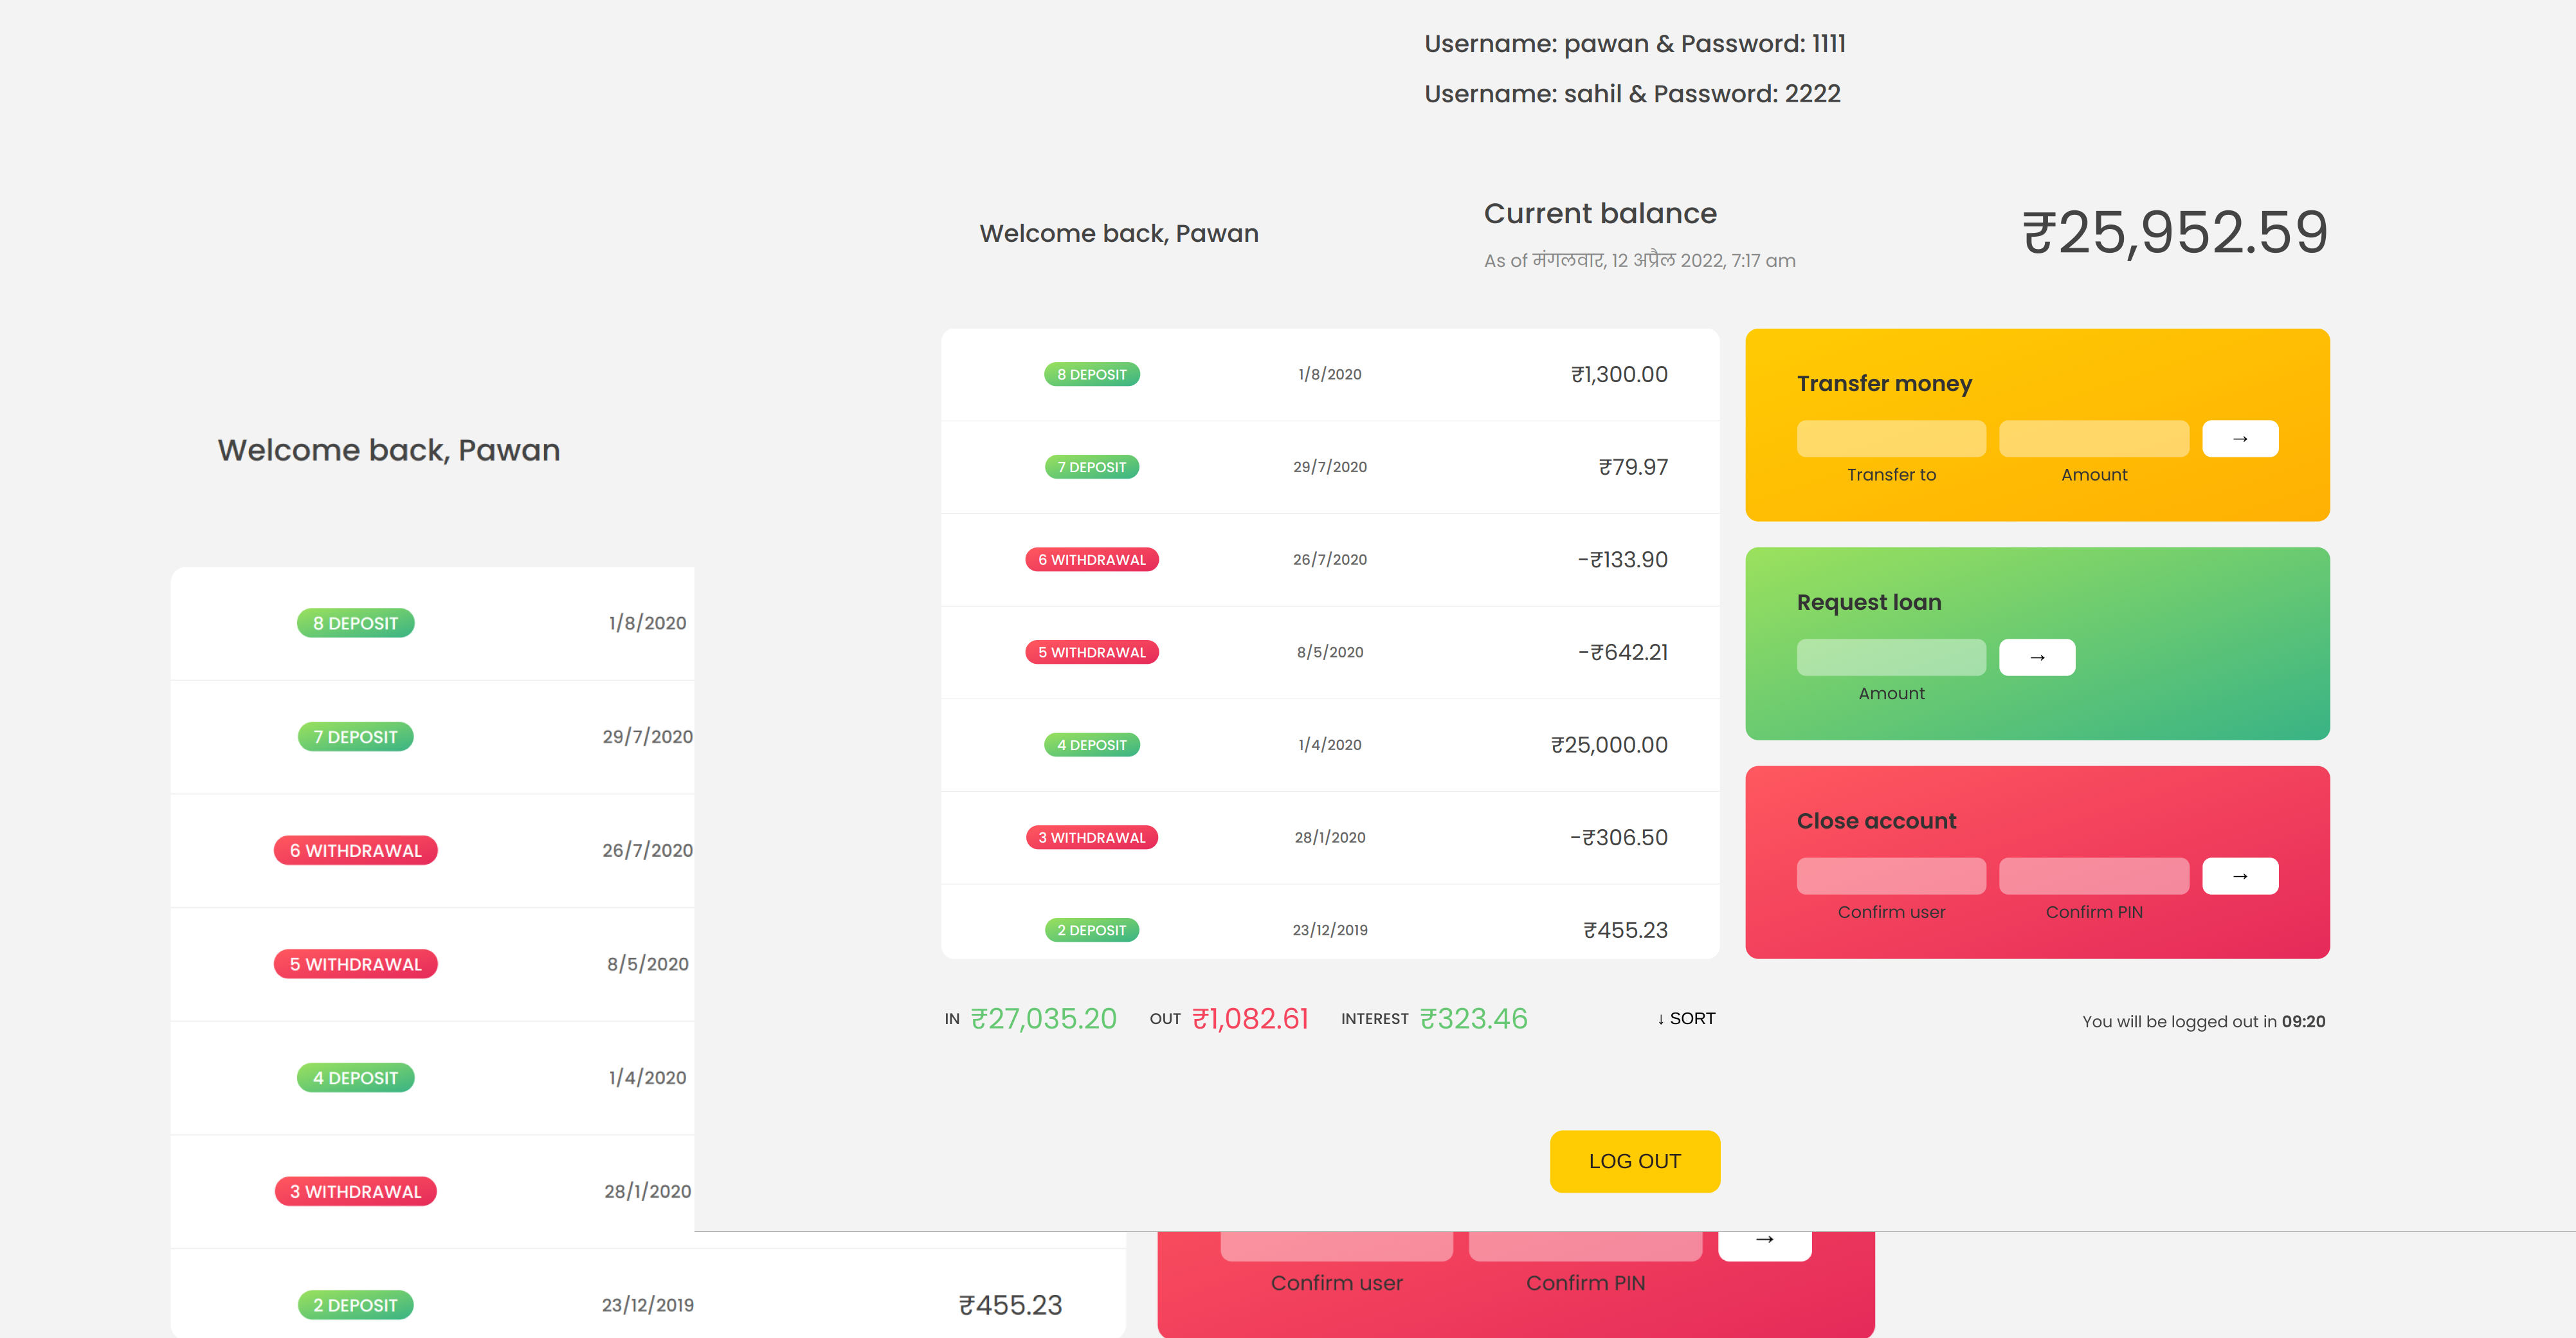 Username: pawan & Password: 1111
Username: sahil & Password: 2222
Welcome back, Pawan
Current balance
As of मंगलवार, 12 अप्रैल 2022, 7:17 am
₹25,952.59
8 DEPOSIT 1/8/2020 ₹1,300.00
7 DEPOSIT 29/7/2020 ₹79.97
6 WITHDRAWAL 26/7/2020 -₹133.90
5 WITHDRAWAL 8/5/2020 -₹642.21
4 DEPOSIT 1/4/2020 ₹25,000.00
3 WITHDRAWAL 28/1/2020 -₹306.50
2 DEPOSIT 23/12/2019 ₹455.23
Transfer money
→
Transfer to Amount
Request loan
→
Amount
Close account
→
Confirm user Confirm PIN
IN ₹27,035.20 OUT ₹1,082.61 INTEREST ₹323.46 ↓ SORT
You will be logged out in 09:20
LOG OUT
Welcome back, Pawan
8 DEPOSIT 1/8/2020
7 DEPOSIT 29/7/2020
6 WITHDRAWAL 26/7/2020
5 WITHDRAWAL 8/5/2020
4 DEPOSIT 1/4/2020
3 WITHDRAWAL 28/1/2020
2 DEPOSIT 23/12/2019 ₹455.23
→
Confirm user Confirm PIN